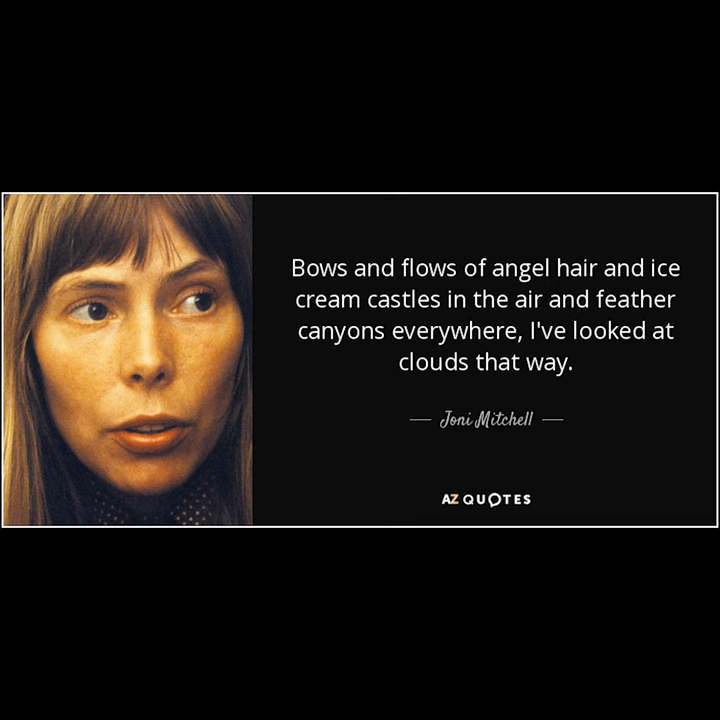 Bows and flows of angel hair and ice
cream castles in the air and feather
canyons everywhere, I've looked at
clouds that way.
Joni Mitchell
AZ QUOTES